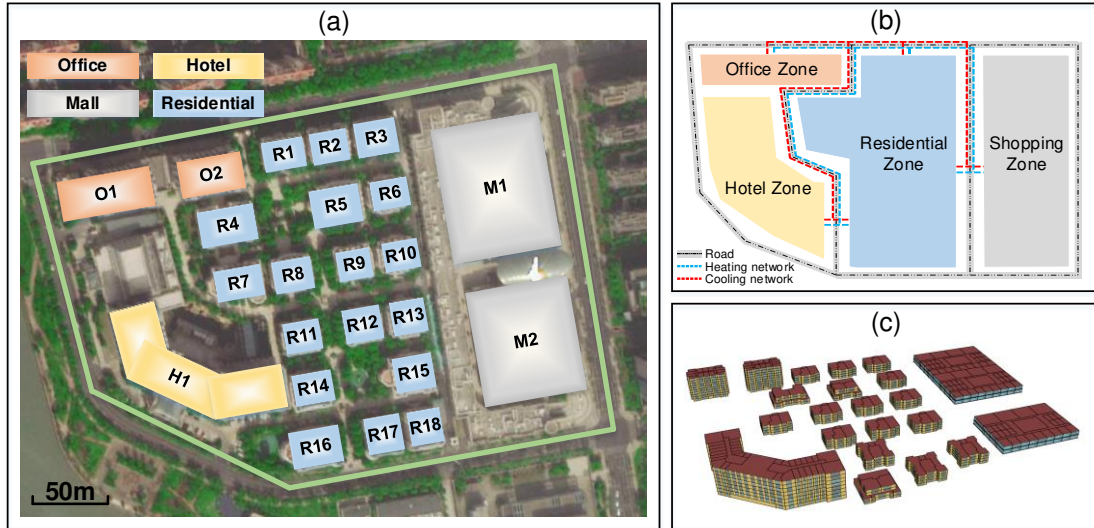 (a)
Office
Hotel
Mall
Residential
R1
R2
R3
O1
O2
R4
R5
R6
M1
R7
R8
R9
R10
R11
R12
R13
H1
R14
R15
M2
R16
R17
R18
50m
(b)
Office Zone
Residential
Zone
Shopping
Zone
Hotel Zone
Road
Heating network
Cooling network
(c)